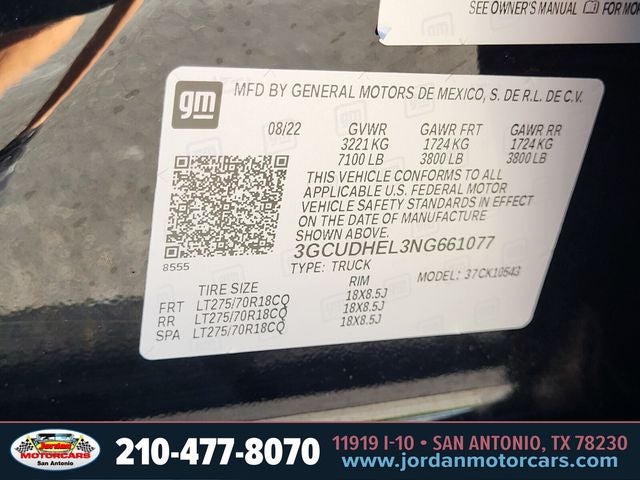 SEE OWNER'S MANUAL FOR MOR
gm
MFD BY GENERAL MOTORS DE MEXICO, S. DE R.L. DE C.V.
08/22 GVWR GAWR FRT GAWR RR
3221 KG 1724 KG 1724 KG
7100 LB 3800 LB 3800 LB
THIS VEHICLE CONFORMS TO ALL
APPLICABLE U.S. FEDERAL MOTOR
VEHICLE SAFETY STANDARDS IN EFFECT
ON THE DATE OF MANUFACTURE
SHOWN ABOVE.
3GCUDHEL3NG661077
8555 TYPE: TRUCK MODEL: 37CK10543
TIRE SIZE RIM
FRT LT275/70R18CQ 18X8.5J
RR LT275/70R18CQ 18X8.5J
SPA LT275/70R18CQ 18X8.5J
Jordan
MOTORCARS
San Antonio
210-477-8070
11919 I-10 • SAN ANTONIO, TX 78230
www.jordanmotorcars.com